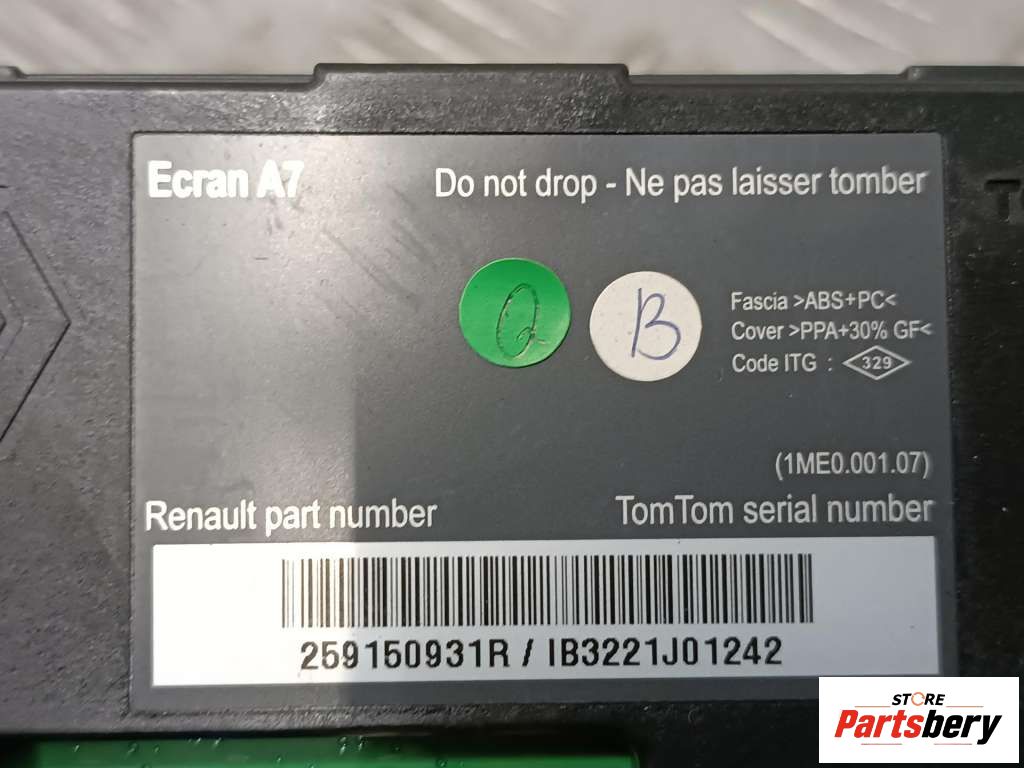 Ecran A7
Do not drop - Ne pas laisser tomber
Q
B
Fascia >ABS+PC<
Cover >PPA+30% GF<
Code ITG : 329
(1ME0.001.07)
Renault part number
TomTom serial number
259150931R / IB3221J01242
STORE
Partsbery